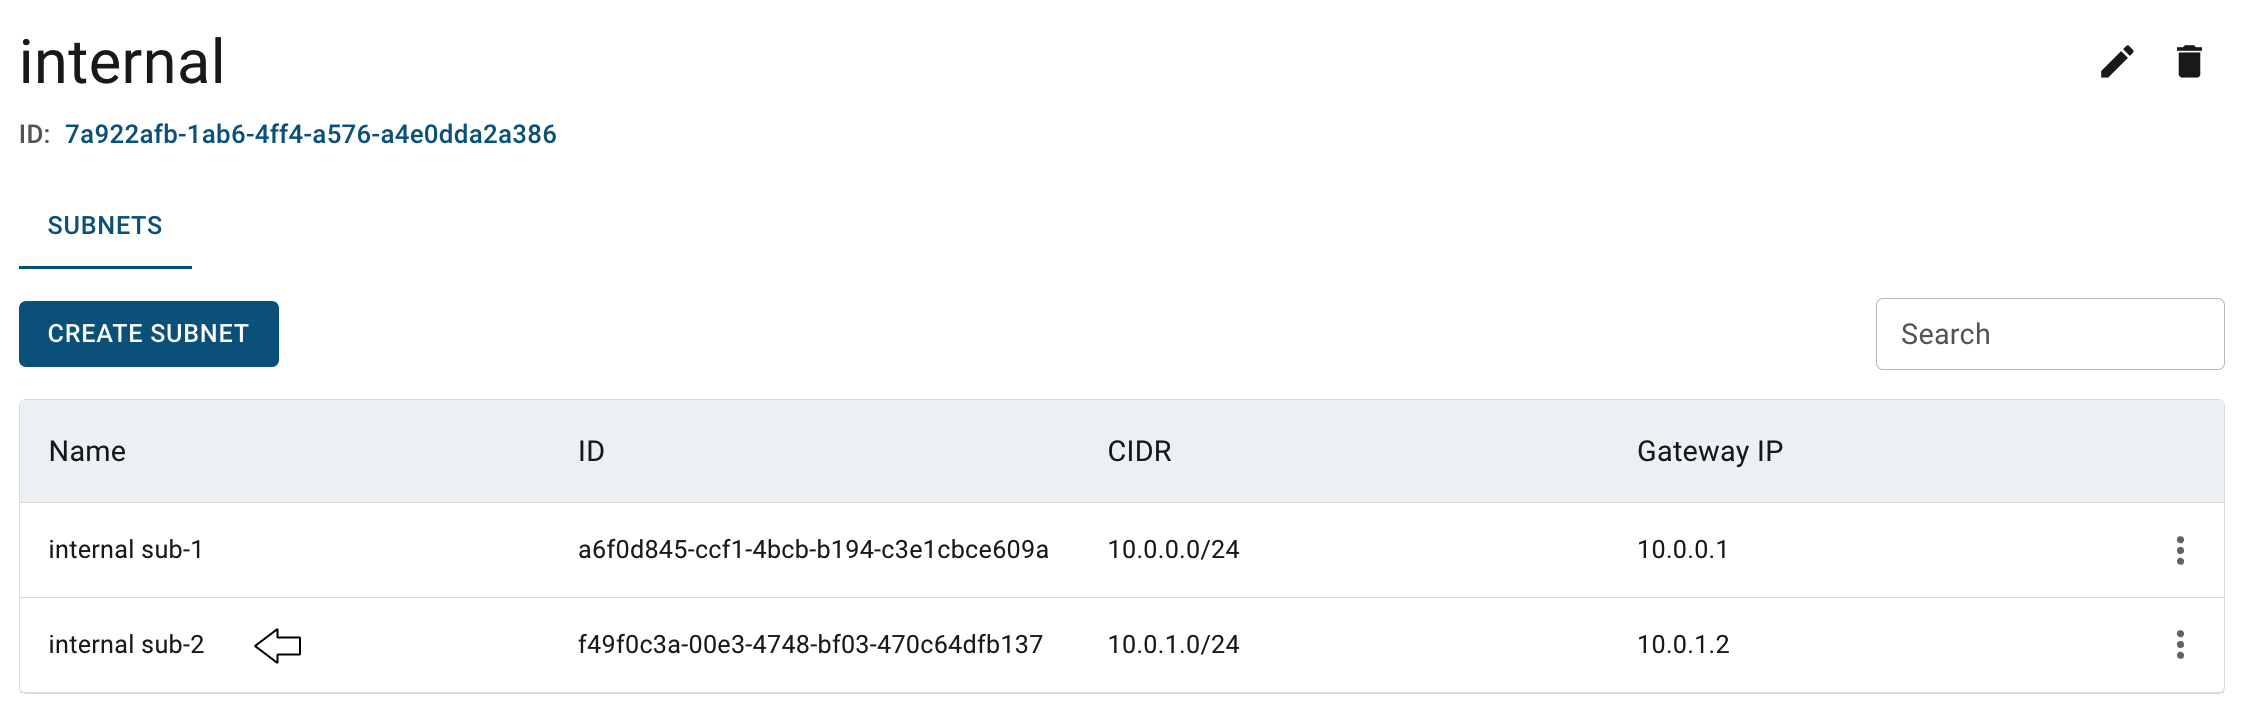 internal
ID: 7a922afb-1ab6-4ff4-a576-a4e0dda2a386
SUBNETS
CREATE SUBNET
Search
Name ID CIDR Gateway IP
internal sub-1 a6f0d845-ccf1-4bcb-b194-c3e1cbce609a 10.0.0.0/24 10.0.0.1
internal sub-2 f49f0c3a-00e3-4748-bf03-470c64dfb137 10.0.1.0/24 10.0.1.2